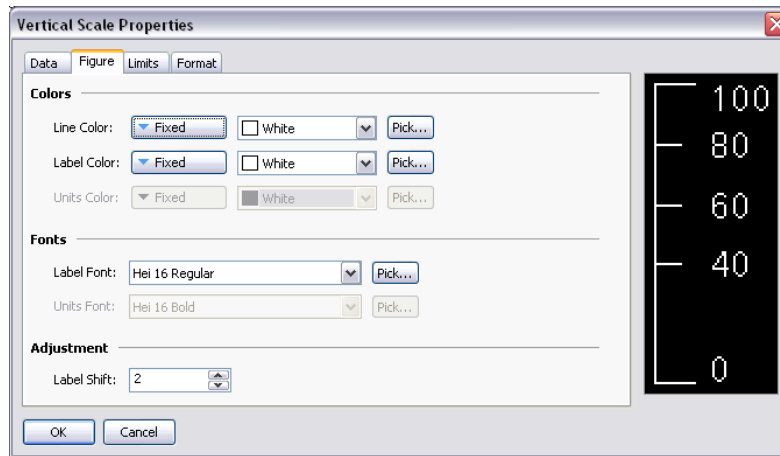 Vertical Scale Properties
Data Figure Limits Format
Colors
Line Color: Fixed White Pick...
Label Color: Fixed White Pick...
Units Color: Fixed White Pick...
Fonts
Label Font: Hei 16 Regular Pick...
Units Font: Hei 16 Bold Pick...
Adjustment
Label Shift: 2
OK Cancel
100
80
60
40
0